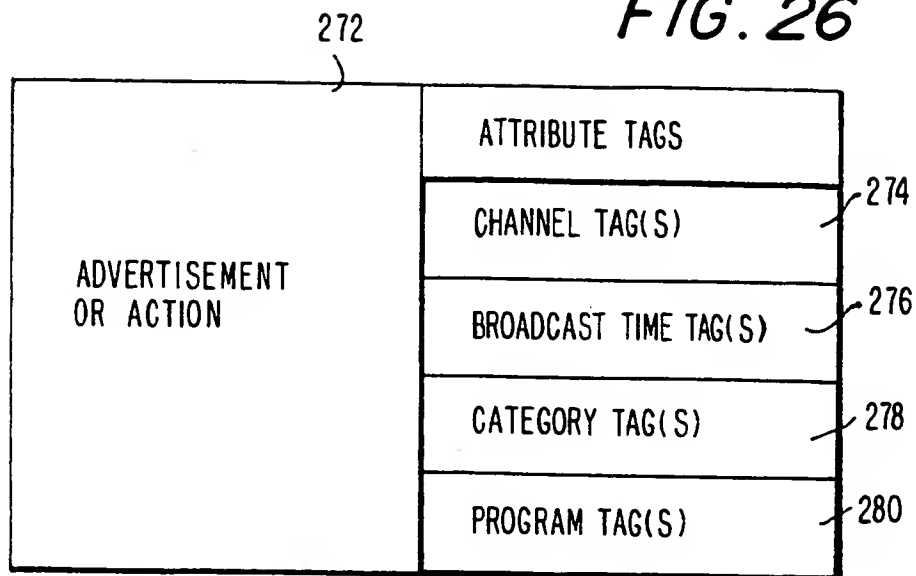 FIG. 26
272
ADVERTISEMENT
OR ACTION
ATTRIBUTE TAGS
CHANNEL TAG(S)
274
BROADCAST TIME TAG(S)
276
CATEGORY TAG(S)
278
PROGRAM TAG(S)
280